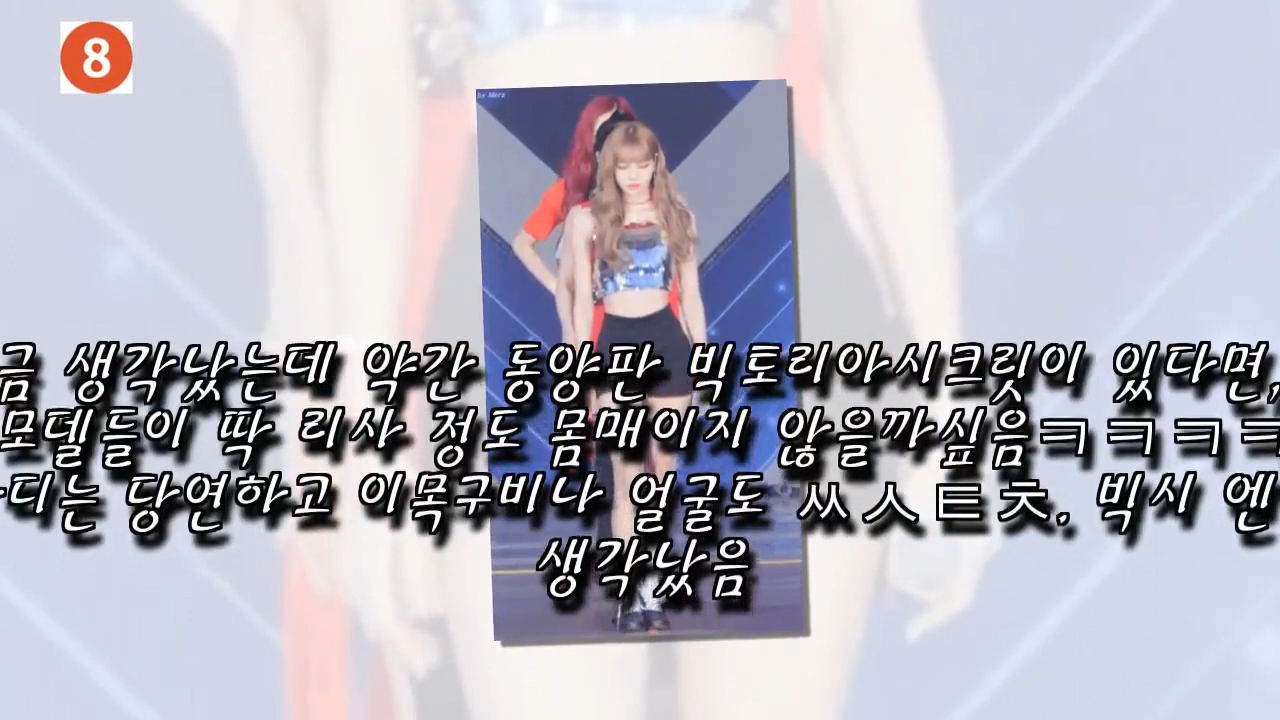 8
by Mera
금 생각났는데 약간 동양판 빅토리아시크릿이 있다면,
모델들이 딱 리사 정도 몸매이지 않을까싶음ㅋㅋㅋㅋ
디는 당연하고 이목구비나 얼굴도 ㅆㅅㅌㅊ. 빅시 엔
생각났음